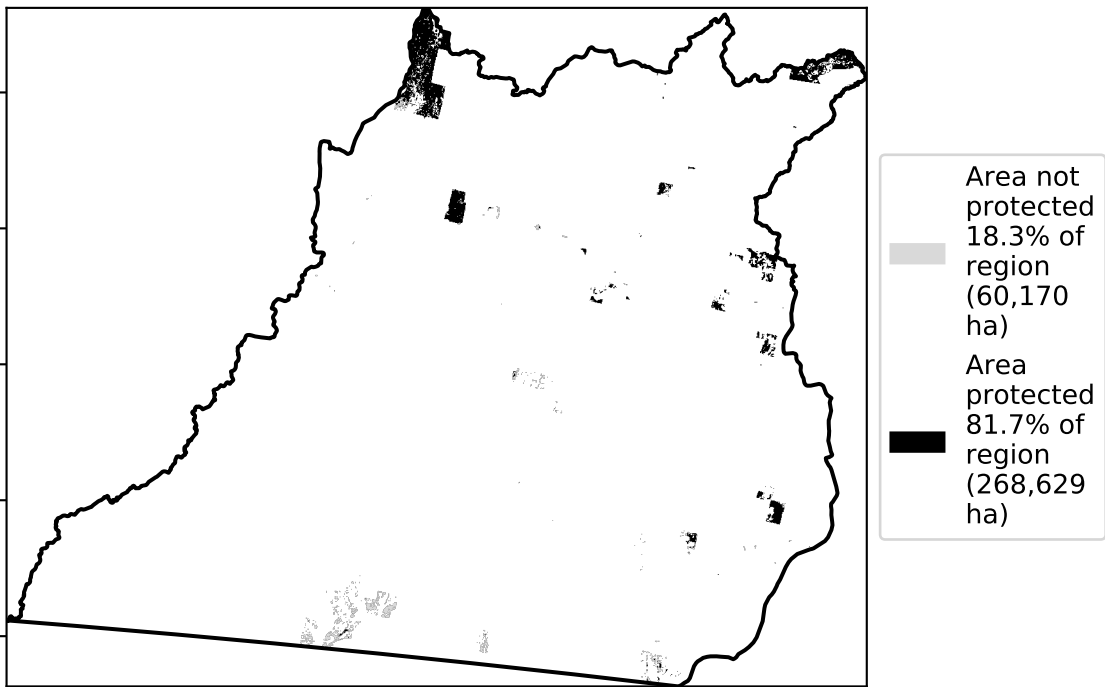 Area not
protected
18.3% of
region
(60,170
ha)
Area
protected
81.7% of
region
(268,629
ha)